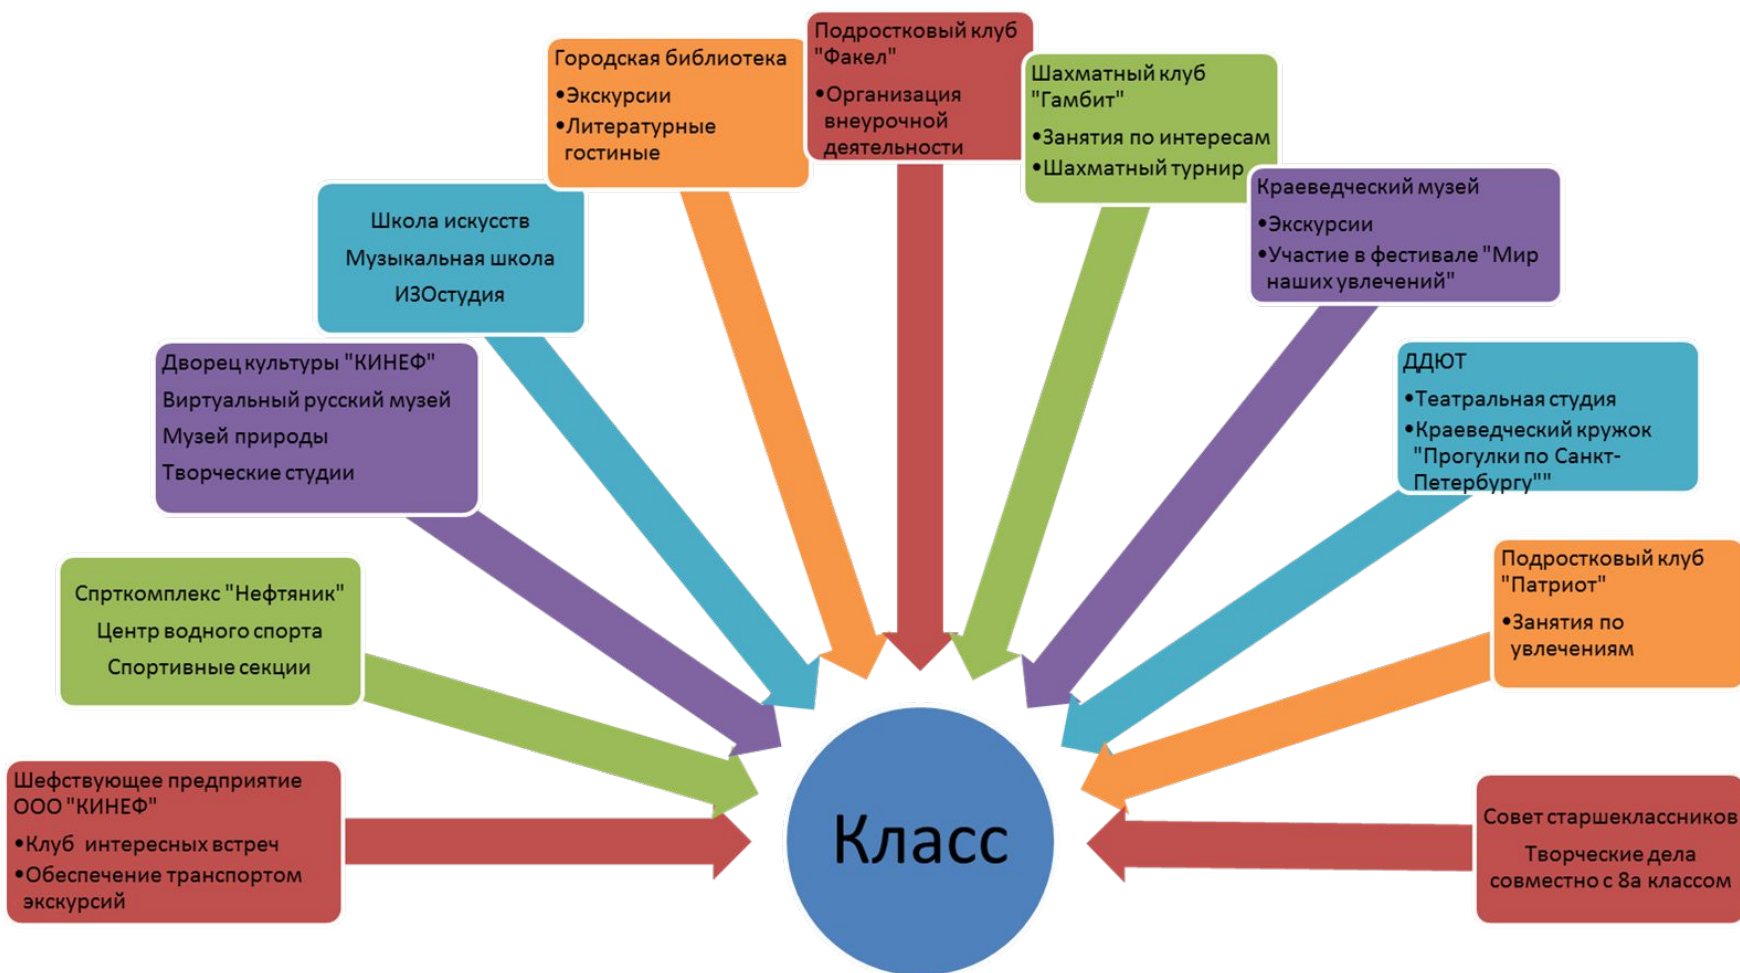 Подростковый клуб
"Факел"
•Организация
внеурочной
деятельности
Городская библиотека
•Экскурсии
•Литературные
гостиные
Шахматный клуб
"Гамбит"
•Занятия по интересам
•Шахматный турнир
Школа искусств
Музыкальная школа
ИЗОстудия
Краеведческий музей
•Экскурсии
•Участие в фестивале "Мир
наших увлечений"
Дворец культуры "КИНЕФ"
Виртуальный русский музей
Музей природы
Творческие студии
ДДЮТ
•Театральная студия
•Краеведческий кружок
"Прогулки по Санкт-
Петербургу""
Спрткомплекс "Нефтяник"
Центр водного спорта
Спортивные секции
Подростковый клуб
"Патриот"
•Занятия по
увлечениям
Шефствующее предприятие
ООО "КИНЕФ"
•Клуб интересных встреч
•Обеспечение транспортом
экскурсий
Класс
Совет старшеклассников
Творческие дела
совместно с 8а классом